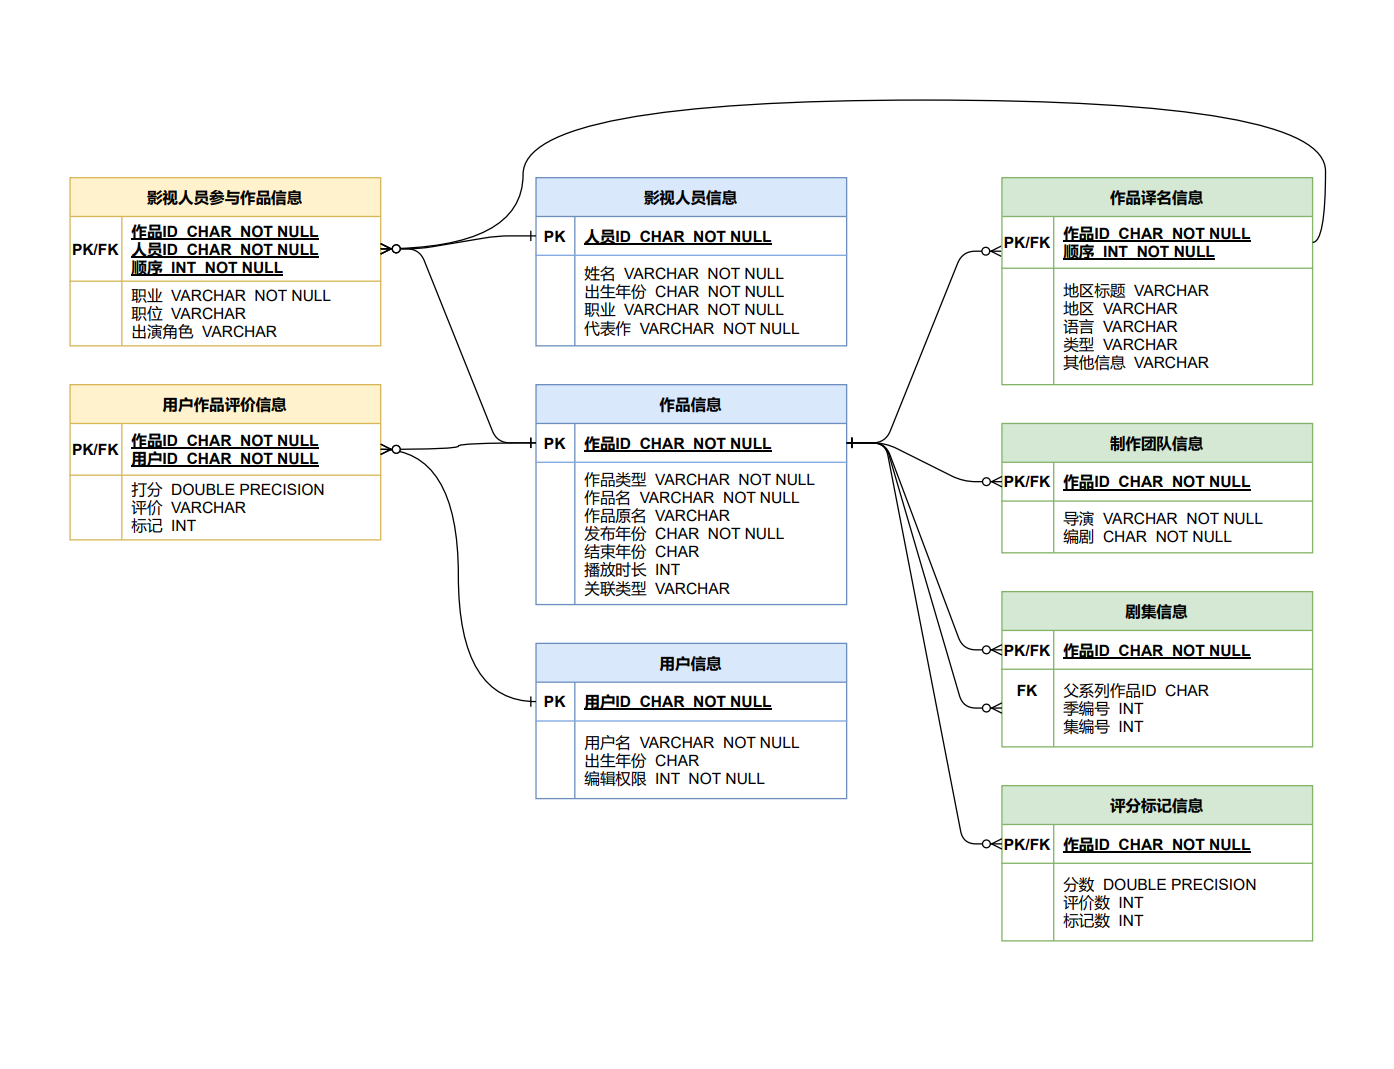 影视人员参与作品信息
PK/FK
作品ID CHAR NOT NULL
人员ID CHAR NOT NULL
顺序 INT NOT NULL
职业 VARCHAR NOT NULL
职位 VARCHAR
出演角色 VARCHAR
用户作品评价信息
PK/FK
作品ID CHAR NOT NULL
用户ID CHAR NOT NULL
打分 DOUBLE PRECISION
评价 VARCHAR
标记 INT
影视人员信息
PK
人员ID CHAR NOT NULL
姓名 VARCHAR NOT NULL
出生年份 CHAR NOT NULL
职业 VARCHAR NOT NULL
代表作 VARCHAR NOT NULL
作品信息
PK
作品ID CHAR NOT NULL
作品类型 VARCHAR NOT NULL
作品名 VARCHAR NOT NULL
作品原名 VARCHAR
发布年份 CHAR NOT NULL
结束年份 CHAR
播放时长 INT
关联类型 VARCHAR
用户信息
PK
用户ID CHAR NOT NULL
用户名 VARCHAR NOT NULL
出生年份 CHAR
编辑权限 INT NOT NULL
作品译名信息
PK/FK
作品ID CHAR NOT NULL
顺序 INT NOT NULL
地区标题 VARCHAR
地区 VARCHAR
语言 VARCHAR
类型 VARCHAR
其他信息 VARCHAR
制作团队信息
PK/FK
作品ID CHAR NOT NULL
导演 VARCHAR NOT NULL
编剧 CHAR NOT NULL
剧集信息
PK/FK
作品ID CHAR NOT NULL
FK
父系列作品ID CHAR
季编号 INT
集编号 INT
评分标记信息
PK/FK
作品ID CHAR NOT NULL
分数 DOUBLE PRECISION
评价数 INT
标记数 INT